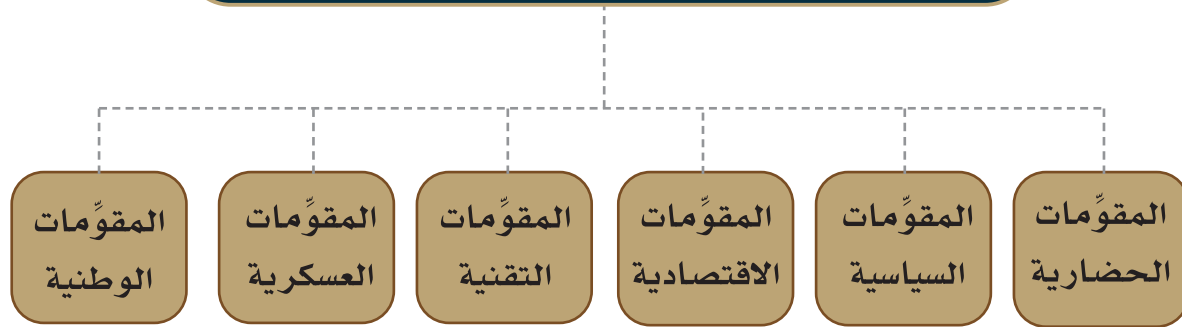 المقوِّمات
الحضارية
المقوِّمات
السياسية
المقوِّمات
الاقتصادية
المقوِّمات
التقنية
المقوِّمات
العسكرية
المقوِّمات
الوطنية